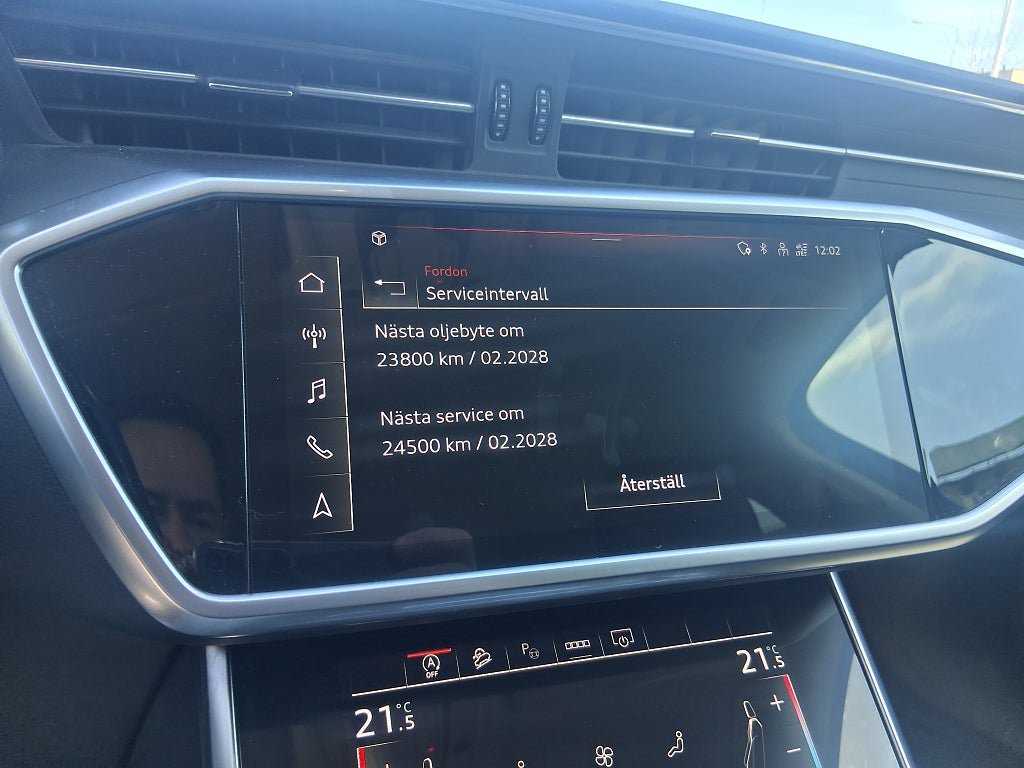 12:02
Fordon
Serviceintervall
Nästa oljebyte om
23800 km / 02.2028
Nästa service om
24500 km / 02.2028
Återställ
A
OFF
P
21.5 °C
21.5 °C
+
−